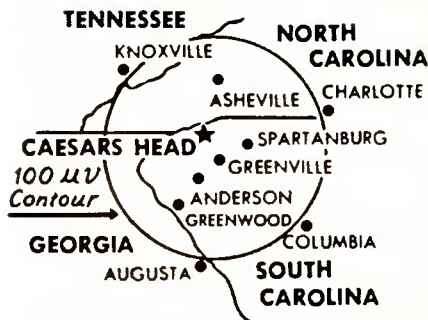 TENNESSEE
KNOXVILLE
NORTH
CAROLINA
ASHEVILLE
CHARLOTTE
CAESARS HEAD
SPARTANBURG
GREENVILLE
100 µV
Contour
ANDERSON
GREENWOOD
GEORGIA
COLUMBIA
AUGUSTA
SOUTH
CAROLINA